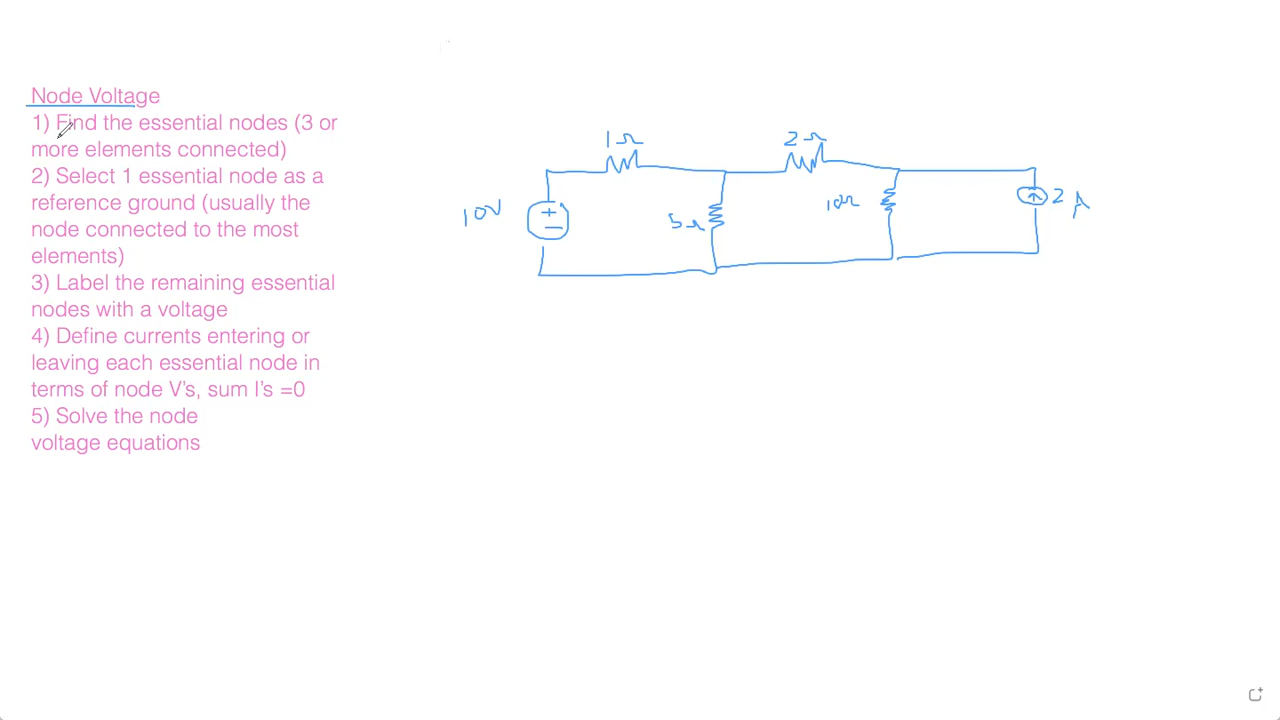 Node Voltage
1) Find the essential nodes (3 or
more elements connected)
2) Select 1 essential node as a
reference ground (usually the
node connected to the most
elements)
3) Label the remaining essential
nodes with a voltage
4) Define currents entering or
leaving each essential node in
terms of node V's, sum I's =0
5) Solve the node
voltage equations
1Ω
2Ω
10V
+
−
5Ω
10Ω
2 A